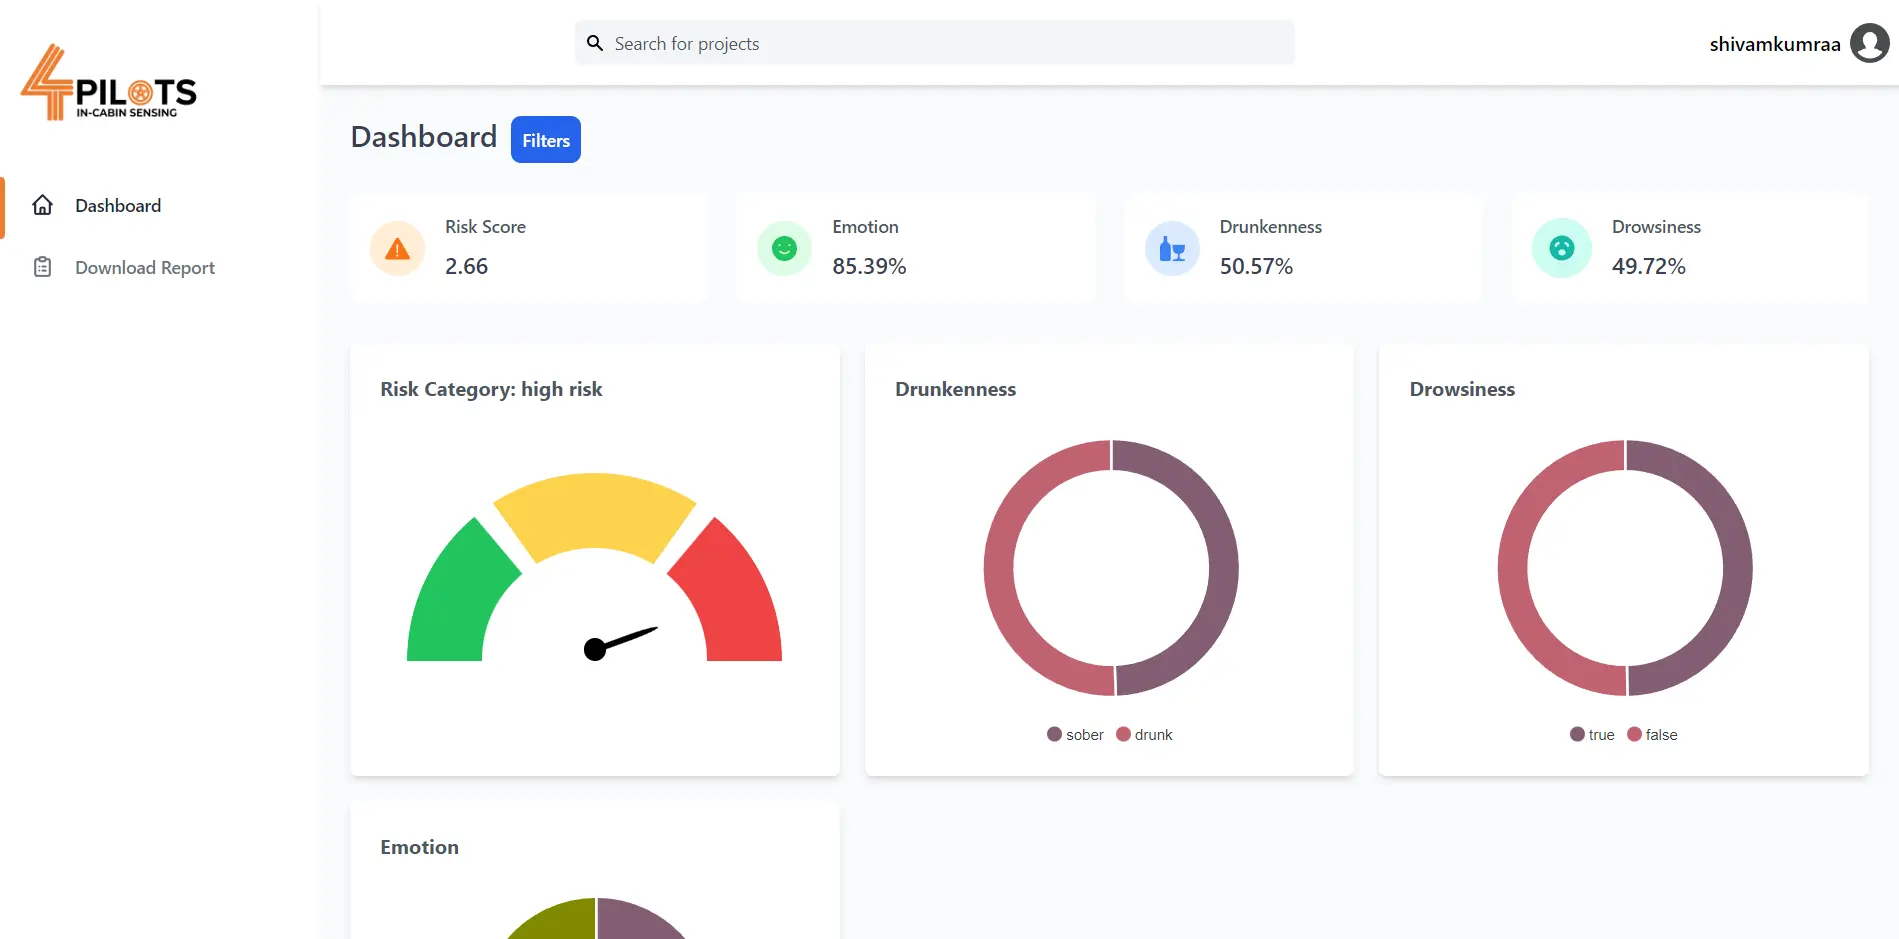 4PILOTS
IN-CABIN SENSING
Search for projects
shivamkumraa
Dashboard
Download Report
Dashboard
Filters
Risk Score
2.66
Emotion
85.39%
Drunkenness
50.57%
Drowsiness
49.72%
Risk Category: high risk
Drunkenness
sober drunk
Drowsiness
true false
Emotion